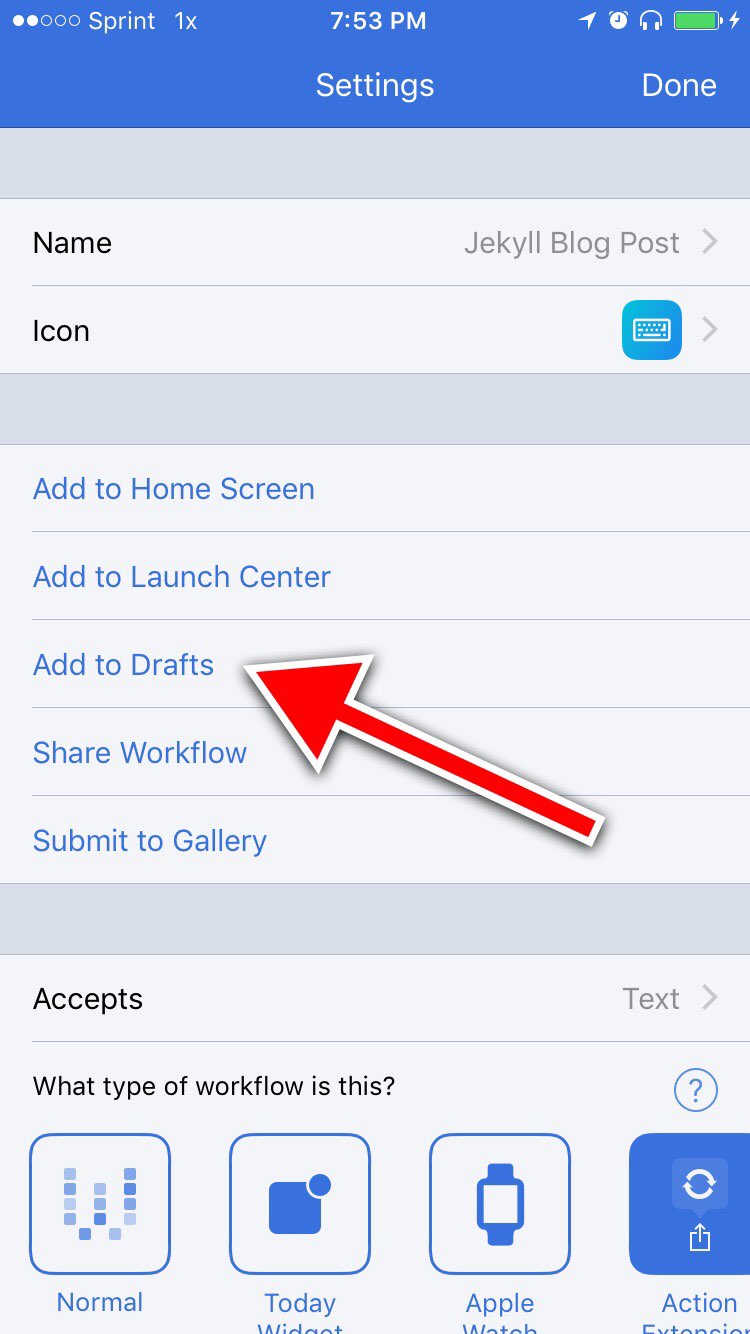 Sprint 1x 7:53 PM
Settings Done
Name Jekyll Blog Post
Icon
Add to Home Screen
Add to Launch Center
Add to Drafts
Share Workflow
Submit to Gallery
Accepts Text
What type of workflow is this? ?
Normal Today Apple Action
Widget Watch Extension